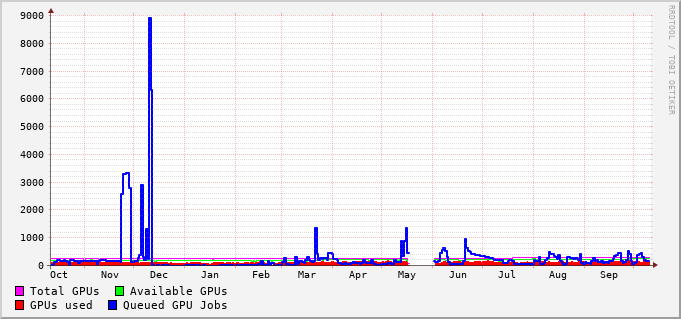 RRDTOOL / TOBI OETIKER
9000
8000
7000
6000
5000
4000
3000
2000
1000
0
Oct Nov Dec Jan Feb Mar Apr May Jun Jul Aug Sep
Total GPUs Available GPUs
GPUs used Queued GPU Jobs